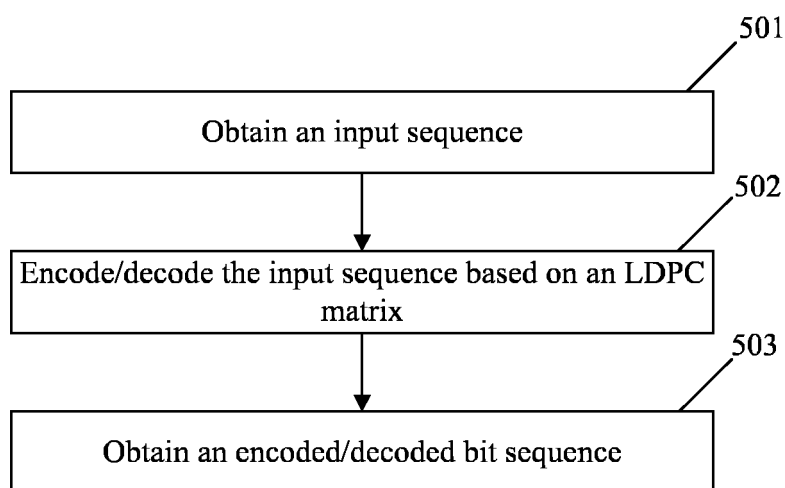 501
Obtain an input sequence
502
Encode/decode the input sequence based on an LDPC
matrix
503
Obtain an encoded/decoded bit sequence